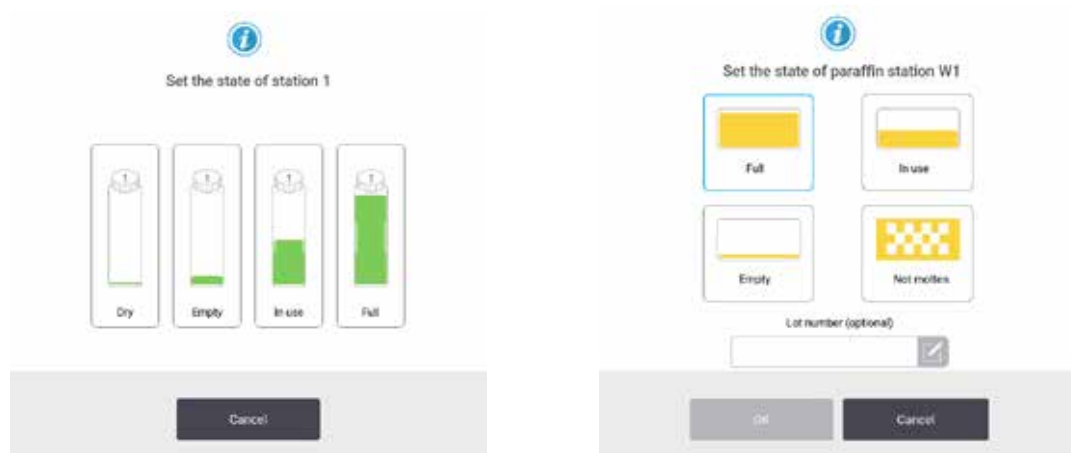 Set the state of station 1
1 1 1 1
Dry Empty In use Full
Cancel
Set the state of paraffin station W1
Full In use
Empty Not molten
Lot number (optional)
OK Cancel